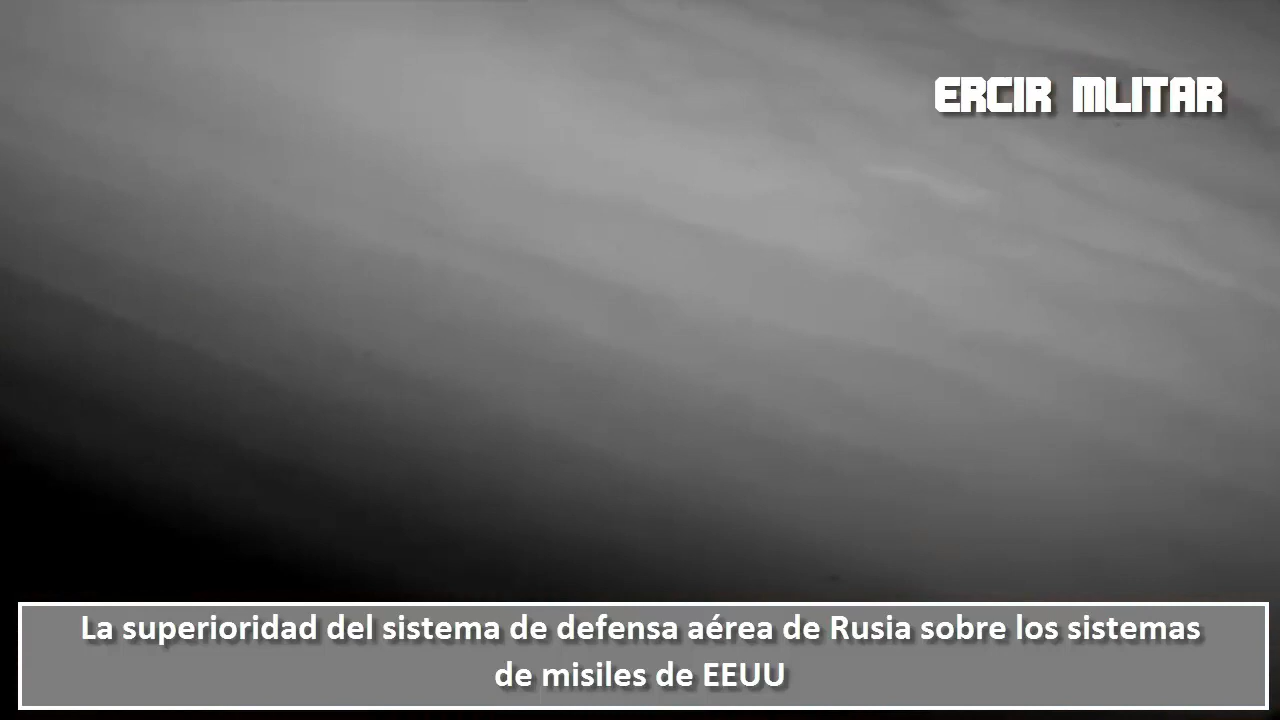 ERCIR MLITAR
La superioridad del sistema de defensa aérea de Rusia sobre los sistemas
de misiles de EEUU